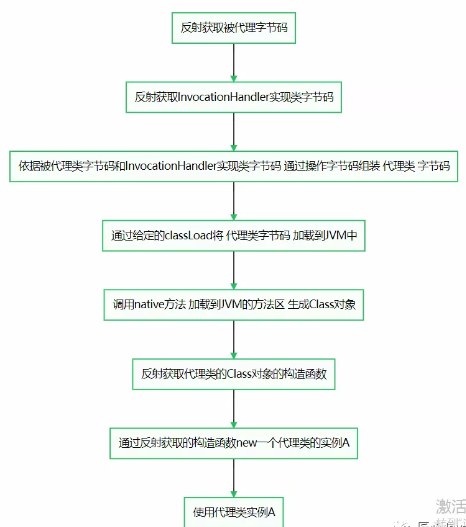 反射获取被代理字节码
反射获取InvocationHandler实现类字节码
依据被代理类字节码和InvocationHandler实现类字节码 通过操作字节码组装 代理类 字节码
通过给定的classLoad将 代理类字节码 加载到JVM中
调用native方法 加载到JVM的方法区 生成Class对象
反射获取代理类的Class对象的构造函数
通过反射获取的构造函数new一个代理类的实例A
激活
使用代理类实例A